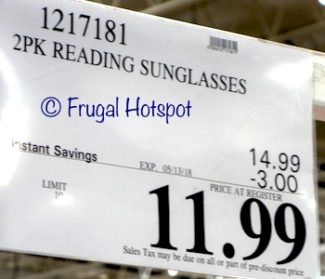 1217181
2PK READING SUNGLASSES
© Frugal Hotspot
14.99
Instant Savings EXP. 05/13/18 -3.00
LIMIT PRICE AT REGISTER
10
11.99
Sales Tax may be due on all or part of pre-discount price